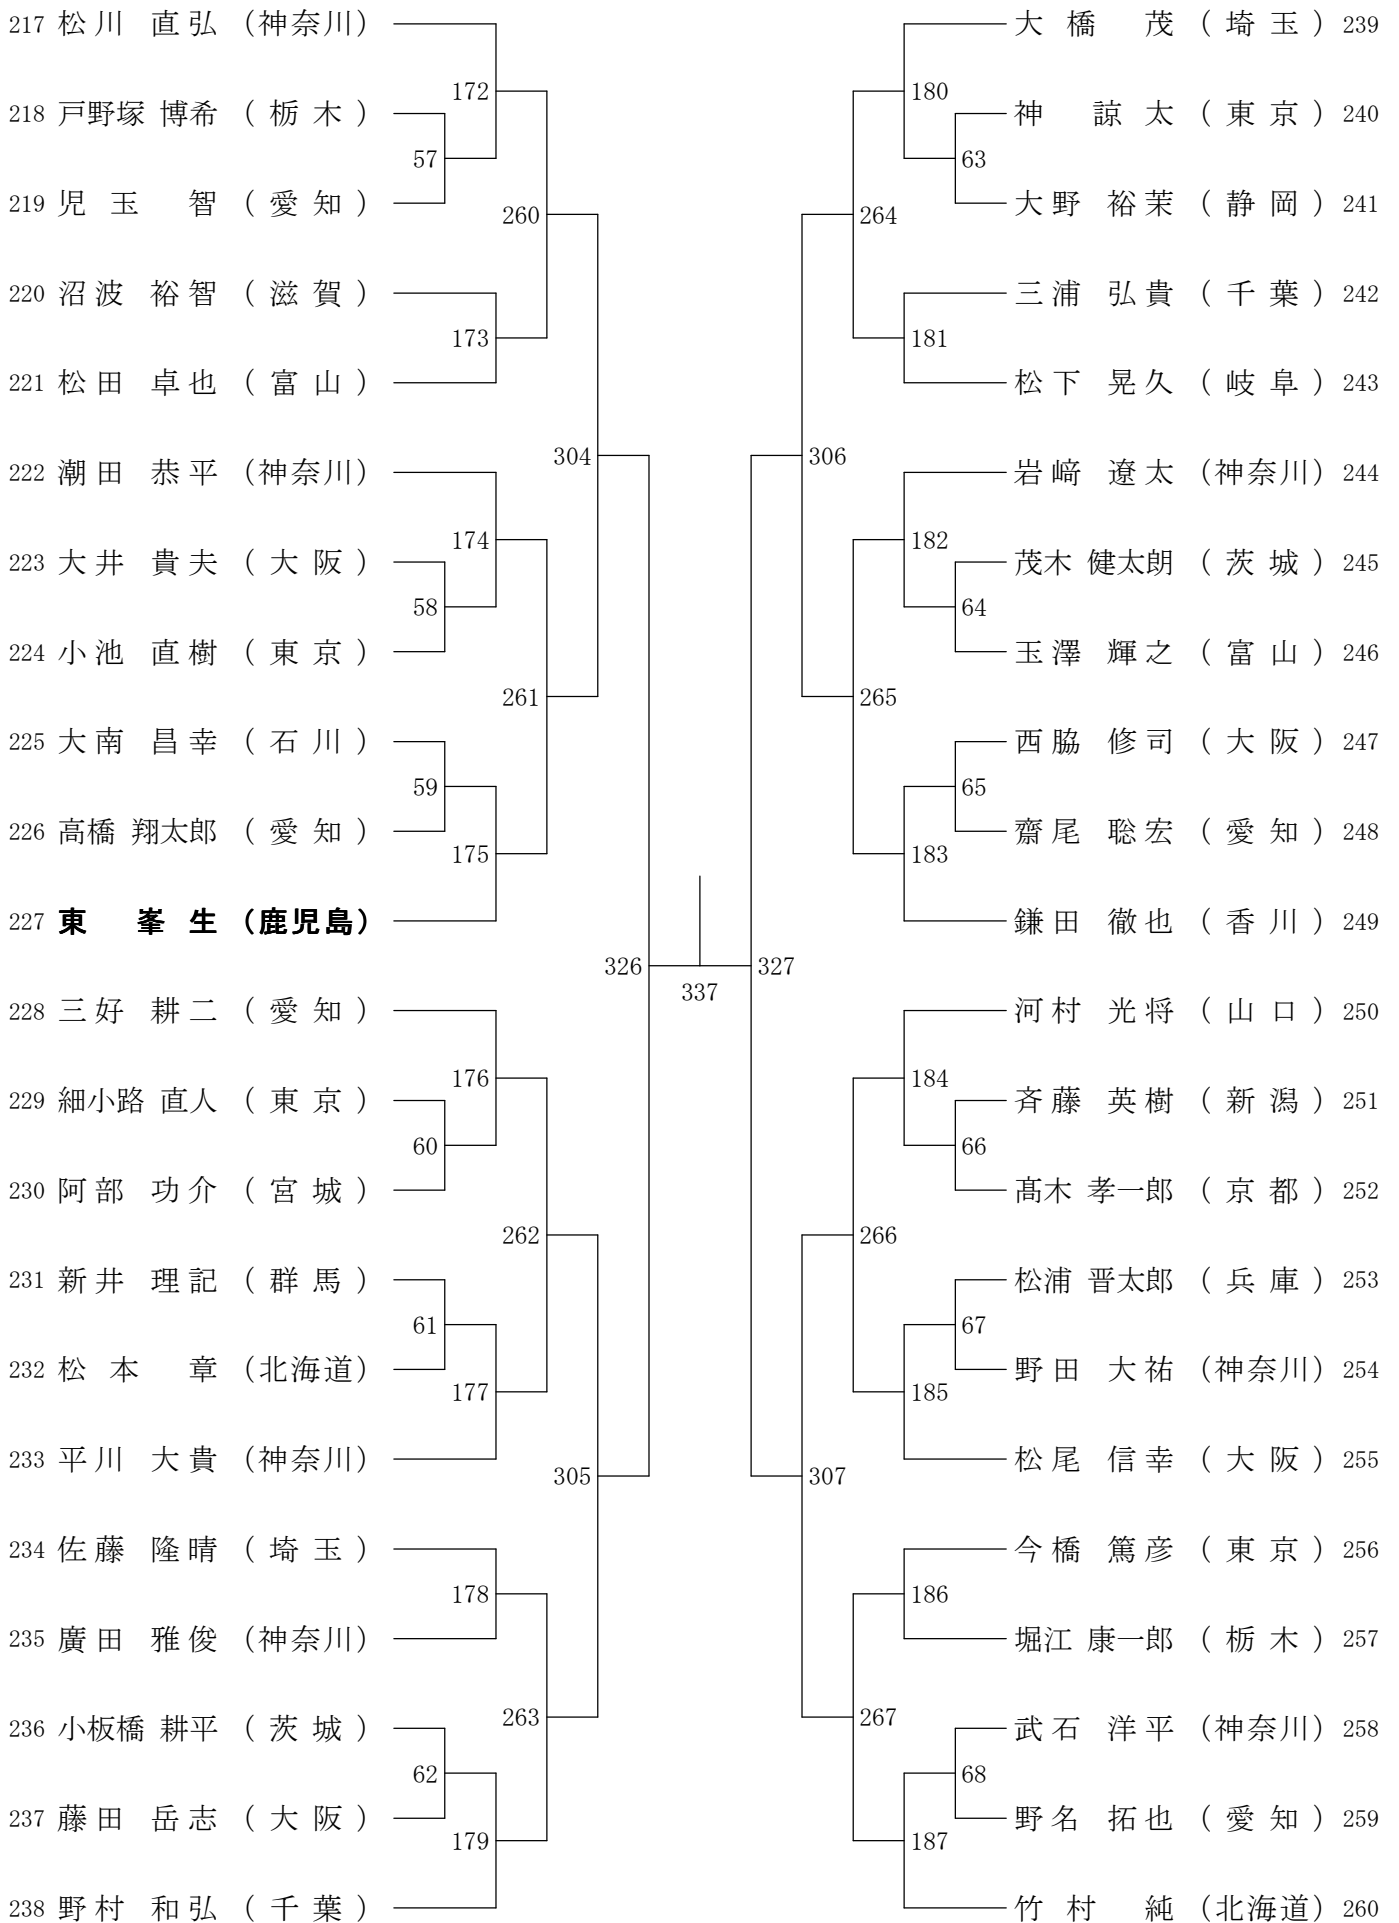 217 松川 直弘 (神奈川)
218 戸野塚 博希 (栃木)
219 児玉 智 (愛知)
220 沼波 裕智 (滋賀)
221 松田 卓也 (富山)
222 潮田 恭平 (神奈川)
223 大井 貴夫 (大阪)
224 小池 直樹 (東京)
225 大南 昌幸 (石川)
226 高橋 翔太郎 (愛知)
227 東 峯生 (鹿児島)
228 三好 耕二 (愛知)
229 細小路 直人 (東京)
230 阿部 功介 (宮城)
231 新井 理記 (群馬)
232 松本 章 (北海道)
233 平川 大貴 (神奈川)
234 佐藤 隆晴 (埼玉)
235 廣田 雅俊 (神奈川)
236 小板橋 耕平 (茨城)
237 藤田 岳志 (大阪)
238 野村 和弘 (千葉)
57
58
59
60
61
62
172
173
174
175
176
177
178
179
260
261
262
263
304
305
326
337
327
306
307
264
265
266
267
180
181
182
183
184
185
186
187
63
64
65
66
67
68
大橋 茂 (埼玉) 239
神 諒太 (東京) 240
大野 裕茉 (静岡) 241
三浦 弘貴 (千葉) 242
松下 晃久 (岐阜) 243
岩﨑 遼太 (神奈川) 244
茂木 健太朗 (茨城) 245
玉澤 輝之 (富山) 246
西脇 修司 (大阪) 247
齋尾 聡宏 (愛知) 248
鎌田 徹也 (香川) 249
河村 光将 (山口) 250
斉藤 英樹 (新潟) 251
髙木 孝一郎 (京都) 252
松浦 晋太郎 (兵庫) 253
野田 大祐 (神奈川) 254
松尾 信幸 (大阪) 255
今橋 篤彦 (東京) 256
堀江 康一郎 (栃木) 257
武石 洋平 (神奈川) 258
野名 拓也 (愛知) 259
竹村 純 (北海道) 260